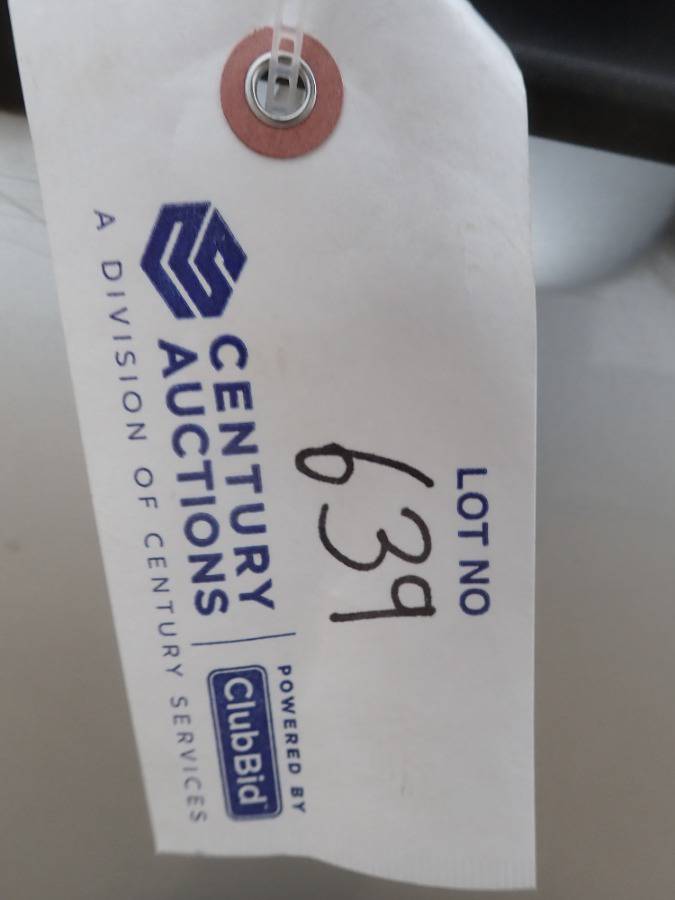 LOT NO
639
CENTURY
AUCTIONS
POWERED BY
ClubBid
A DIVISION OF CENTURY SERVICES